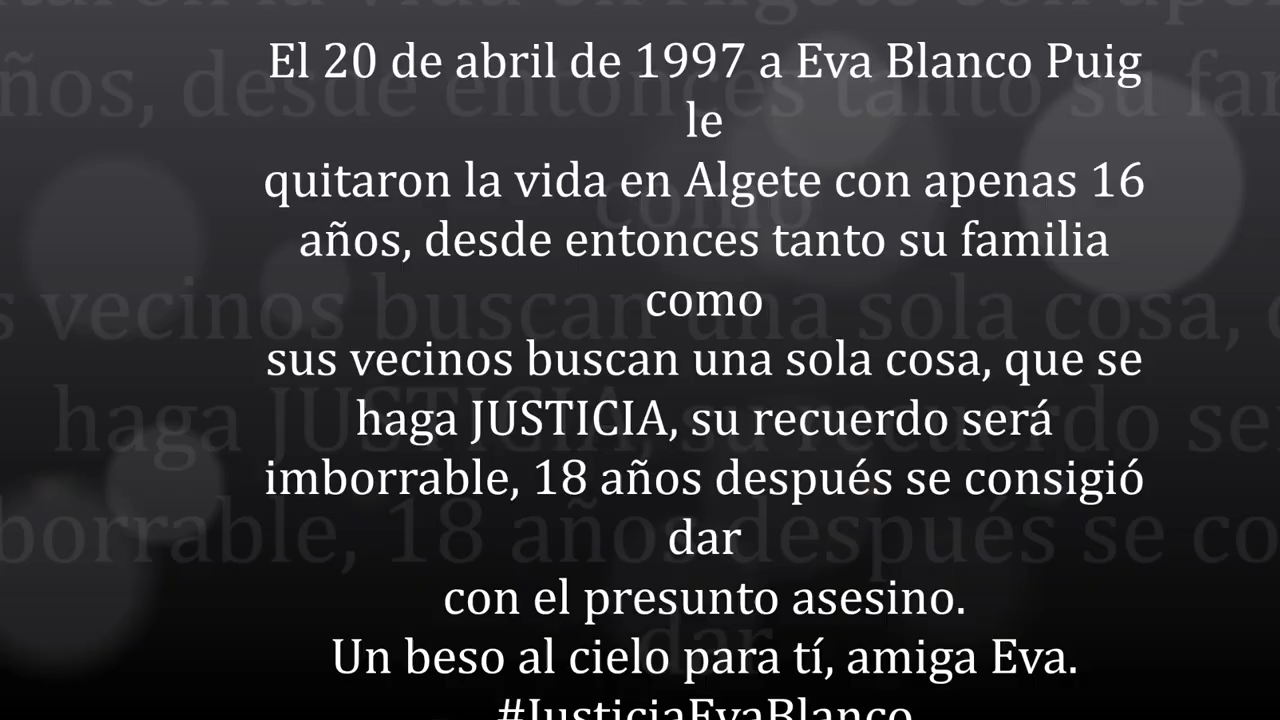 El 20 de abril de 1997 a Eva Blanco Puig
le
quitaron la vida en Algete con apenas 16
años, desde entonces tanto su familia
como
sus vecinos buscan una sola cosa, que se
haga JUSTICIA, su recuerdo será
imborrable, 18 años después se consigió
dar
con el presunto asesino.
Un beso al cielo para tí, amiga Eva.
#JusticiaEvaBlanco